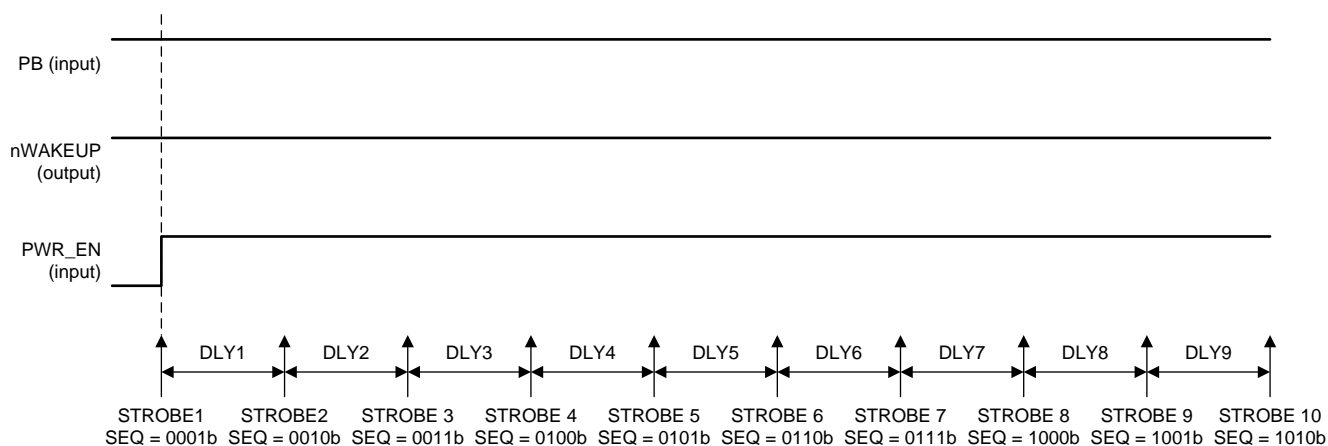 PB (input)
nWAKEUP
(output)
PWR_EN
(input)
DLY1 DLY2 DLY3 DLY4 DLY5 DLY6 DLY7 DLY8 DLY9
STROBE1 STROBE2 STROBE 3 STROBE 4 STROBE 5 STROBE 6 STROBE 7 STROBE 8 STROBE 9 STROBE 10
SEQ = 0001b SEQ = 0010b SEQ = 0011b SEQ = 0100b SEQ = 0101b SEQ = 0110b SEQ = 0111b SEQ = 1000b SEQ = 1001b SEQ = 1010b